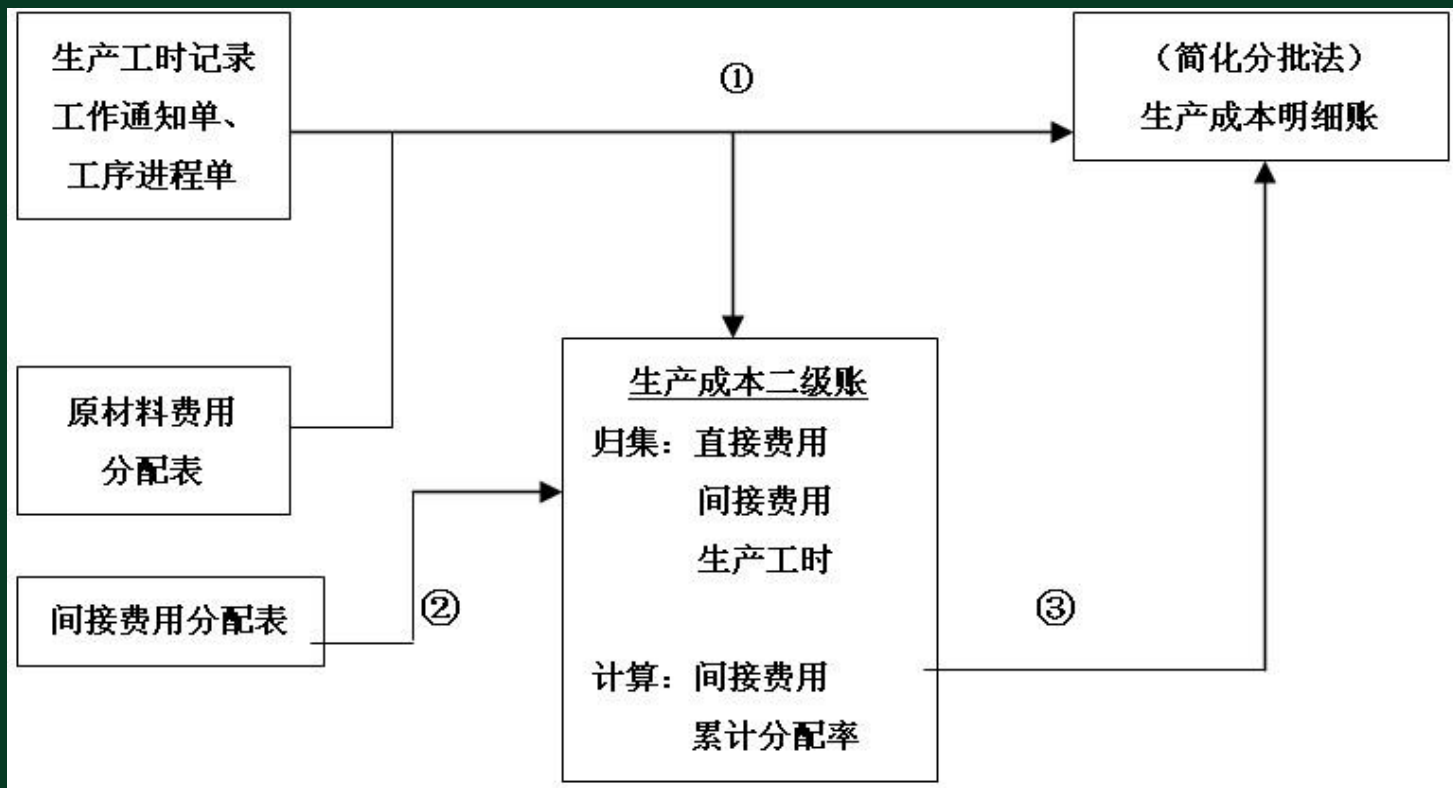 生产工时记录
工作通知单、
工序进程单
①
（简化分批法）
生产成本明细账
原材料费用
分配表
间接费用分配表
②
生产成本二级账
归集：直接费用
间接费用
生产工时
计算：间接费用
累计分配率
③